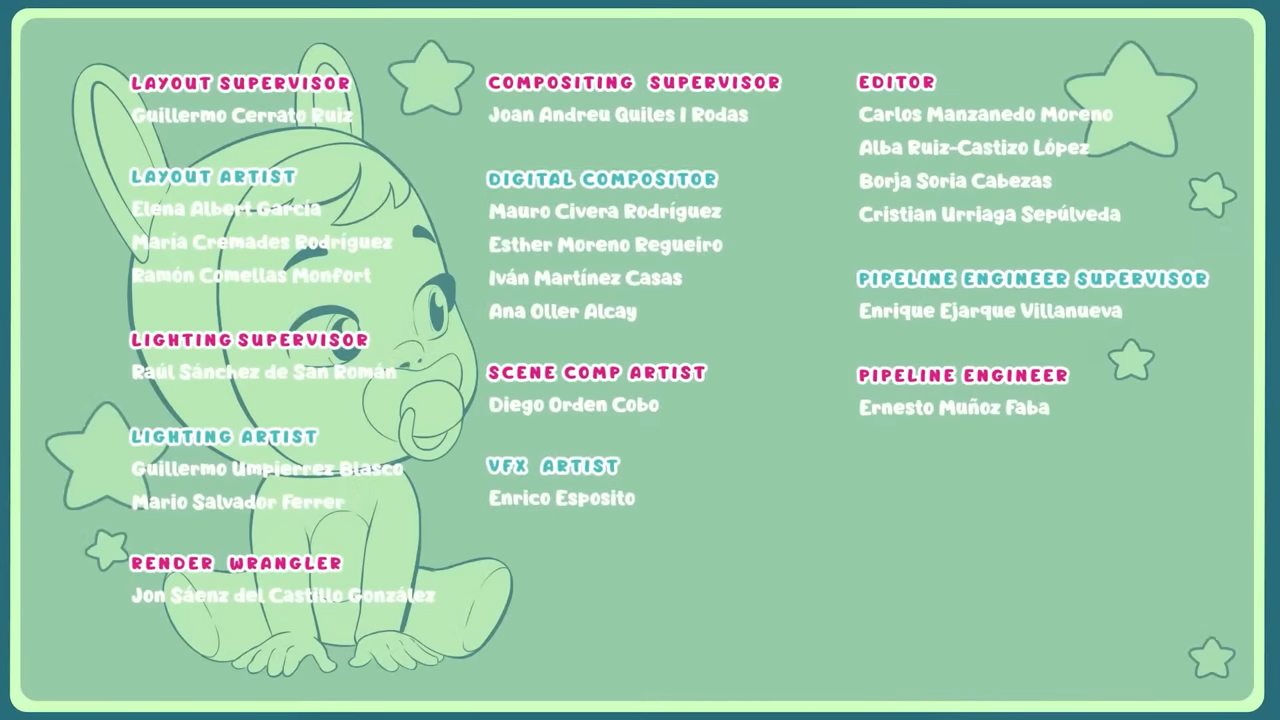 LAYOUT SUPERVISOR
Guillermo Cerrato Ruiz
LAYOUT ARTIST
Elena Albert García
María Cremades Rodríguez
Ramón Comellas Monfort
LIGHTING SUPERVISOR
Raúl Sánchez de San Román
LIGHTING ARTIST
Guillermo Umpierrez Blasco
Mario Salvador Ferrer
RENDER WRANGLER
Jon Sáenz del Castillo González
COMPOSITING SUPERVISOR
Joan Andreu Quiles I Rodas
DIGITAL COMPOSITOR
Mauro Civera Rodríguez
Esther Moreno Regueiro
Iván Martínez Casas
Ana Oller Alcay
SCENE COMP ARTIST
Diego Orden Cobo
VFX ARTIST
Enrico Esposito
EDITOR
Carlos Manzanedo Moreno
Alba Ruiz-Castizo López
Borja Soria Cabezas
Cristian Urriaga Sepúlveda
PIPELINE ENGINEER SUPERVISOR
Enrique Ejarque Villanueva
PIPELINE ENGINEER
Ernesto Muñoz Faba